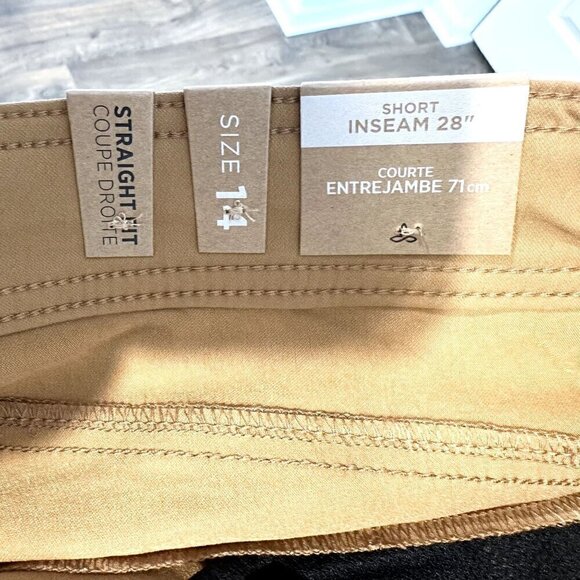 STRAIGHT FIT
COUPE DROITE
SIZE 14
SHORT
INSEAM 28"
COURTE
ENTREJAMBE 71cm